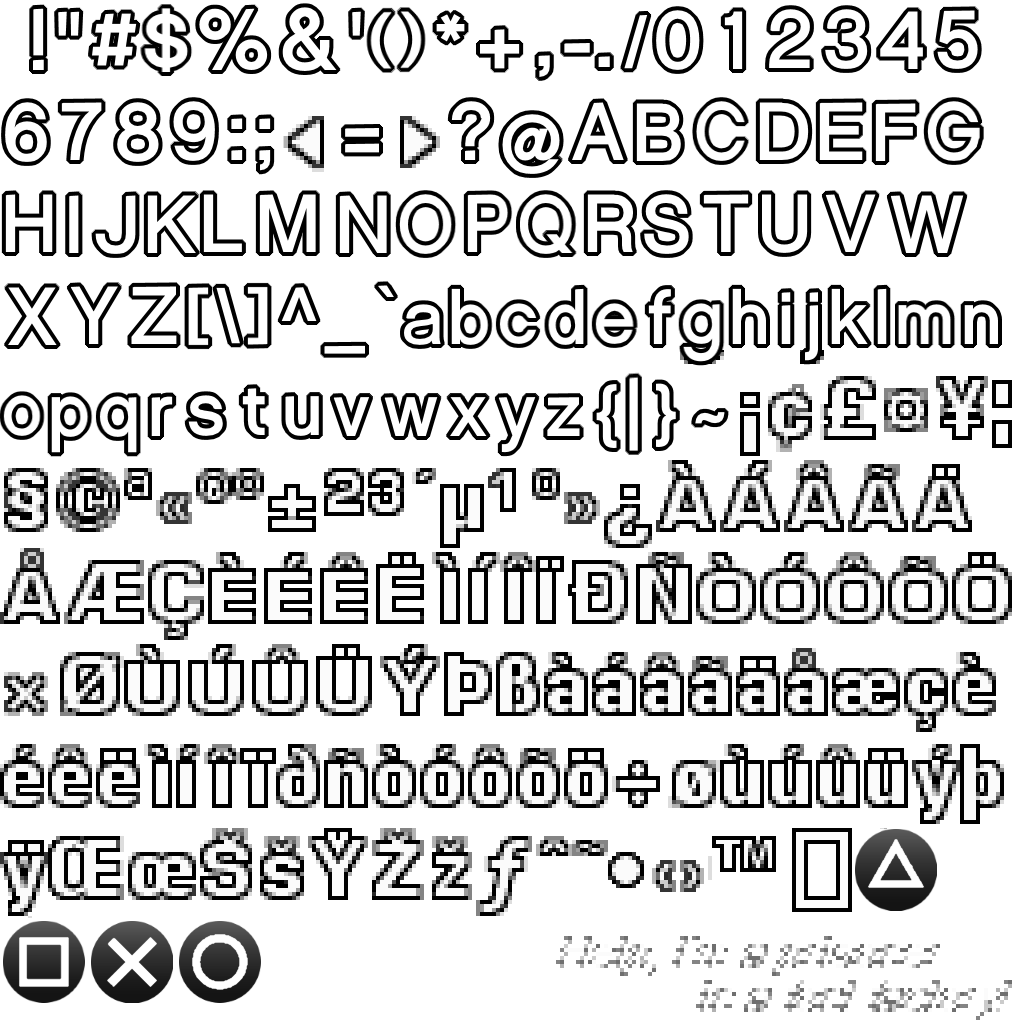 !"#$%&'()*+,-./012345
6789:;<=>?@ABCDEFG
HIJKLMNOPQRSTUVW
XYZ[\]^_`abcdefghijklmn
opqrstuvwxyz{|}~¡¢£¤¥¦
§©ª«®º±²³´µ¹º»¿ÀÁÂÃÄ
ÅÆÇÈÉÊËÌÍÎÏÐÑÒÓÔÕÖ
×ØÙÚÛÜÝÞßàáâãäåæçè
éêëìíîïðñòóôõö÷øùúûüýþ
ÿŒœŠšŸŽžƒˆ˜•‹›™